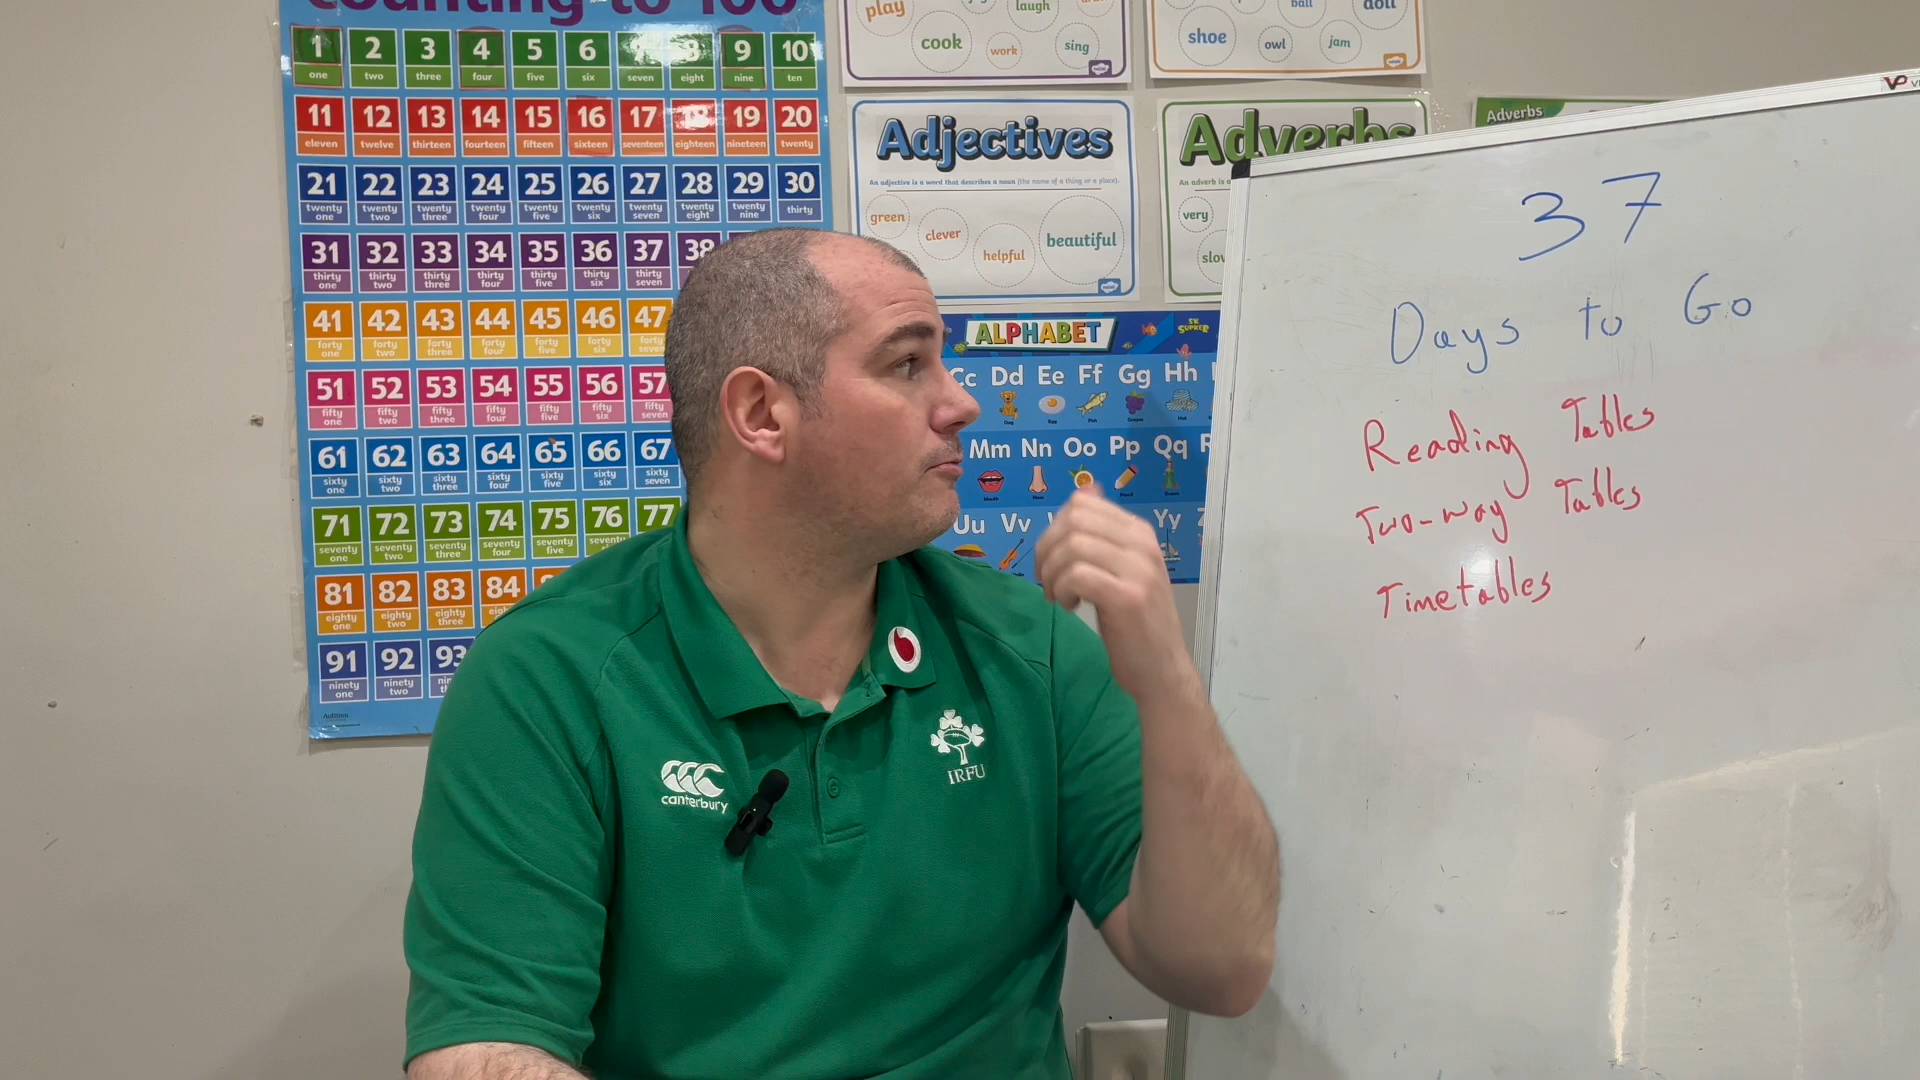 Counting to 100
1 2 3 4 5 6 7 8 9 10
one two three four five six seven eight nine ten
11 12 13 14 15 16 17 18 19 20
eleven twelve thirteen fourteen fifteen sixteen seventeen eighteen nineteen twenty
21 22 23 24 25 26 27 28 29 30
twenty one twenty two twenty three twenty four twenty five twenty six twenty seven twenty eight twenty nine thirty
31 32 33 34 35 36 37 38
thirty one thirty two thirty three thirty four thirty five thirty six thirty seven
41 42 43 44 45 46 47
forty one forty two forty three forty four forty five forty six forty seven
51 52 53 54 55 56 57
fifty one fifty two fifty three fifty four fifty five fifty six fifty seven
61 62 63 64 65 66 67
sixty one sixty two sixty three sixty four sixty five sixty six sixty seven
71 72 73 74 75 76 77
seventy one seventy two seventy three seventy four seventy five seventy
81 82 83 84
eighty one eighty two eighty three
91 92 93
ninety one ninety two
play laugh
cook work sing
ball doll
shoe owl jam
Adjectives
An adjective is a word that describes a noun (the name of a thing or a place).
green
clever
helpful
beautiful
Adverbs
An adverb is a
very
slow
Adverbs
ALPHABET
Cc Dd Ee Ff Gg Hh
Dog Egg Fish Grapes Hat
Mm Nn Oo Pp Qq R
Mouth Nose Pencil Queen
Uu Vv Yy Z
canterbury
IRFU
VP
37
Days to Go
Reading Tables
Two-way Tables
Timetables